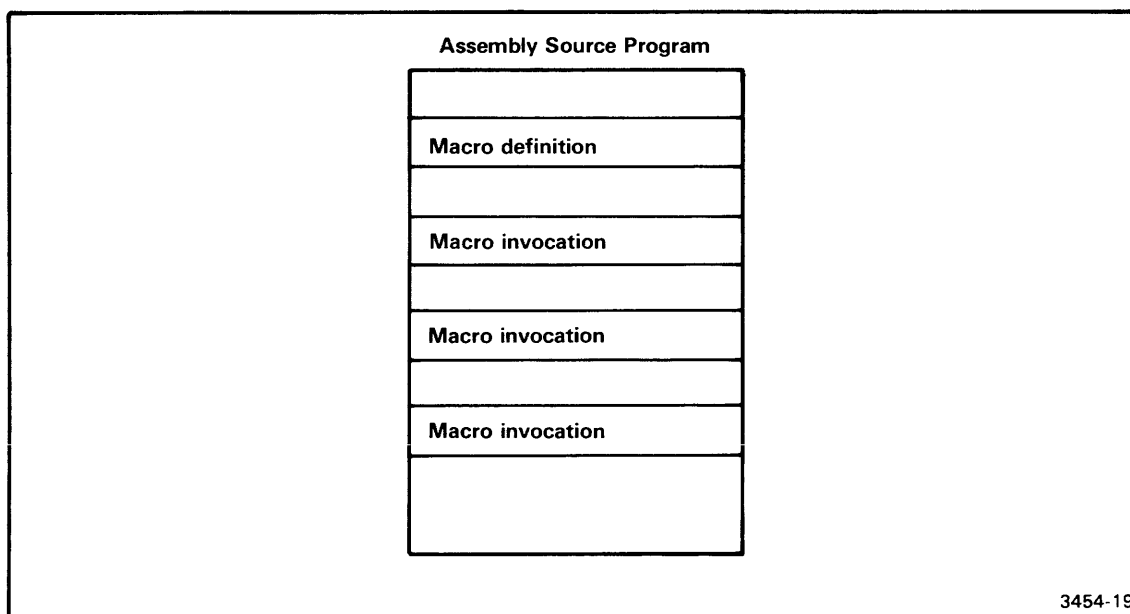 Assembly Source Program
Macro definition
Macro invocation
Macro invocation
Macro invocation
3454-19